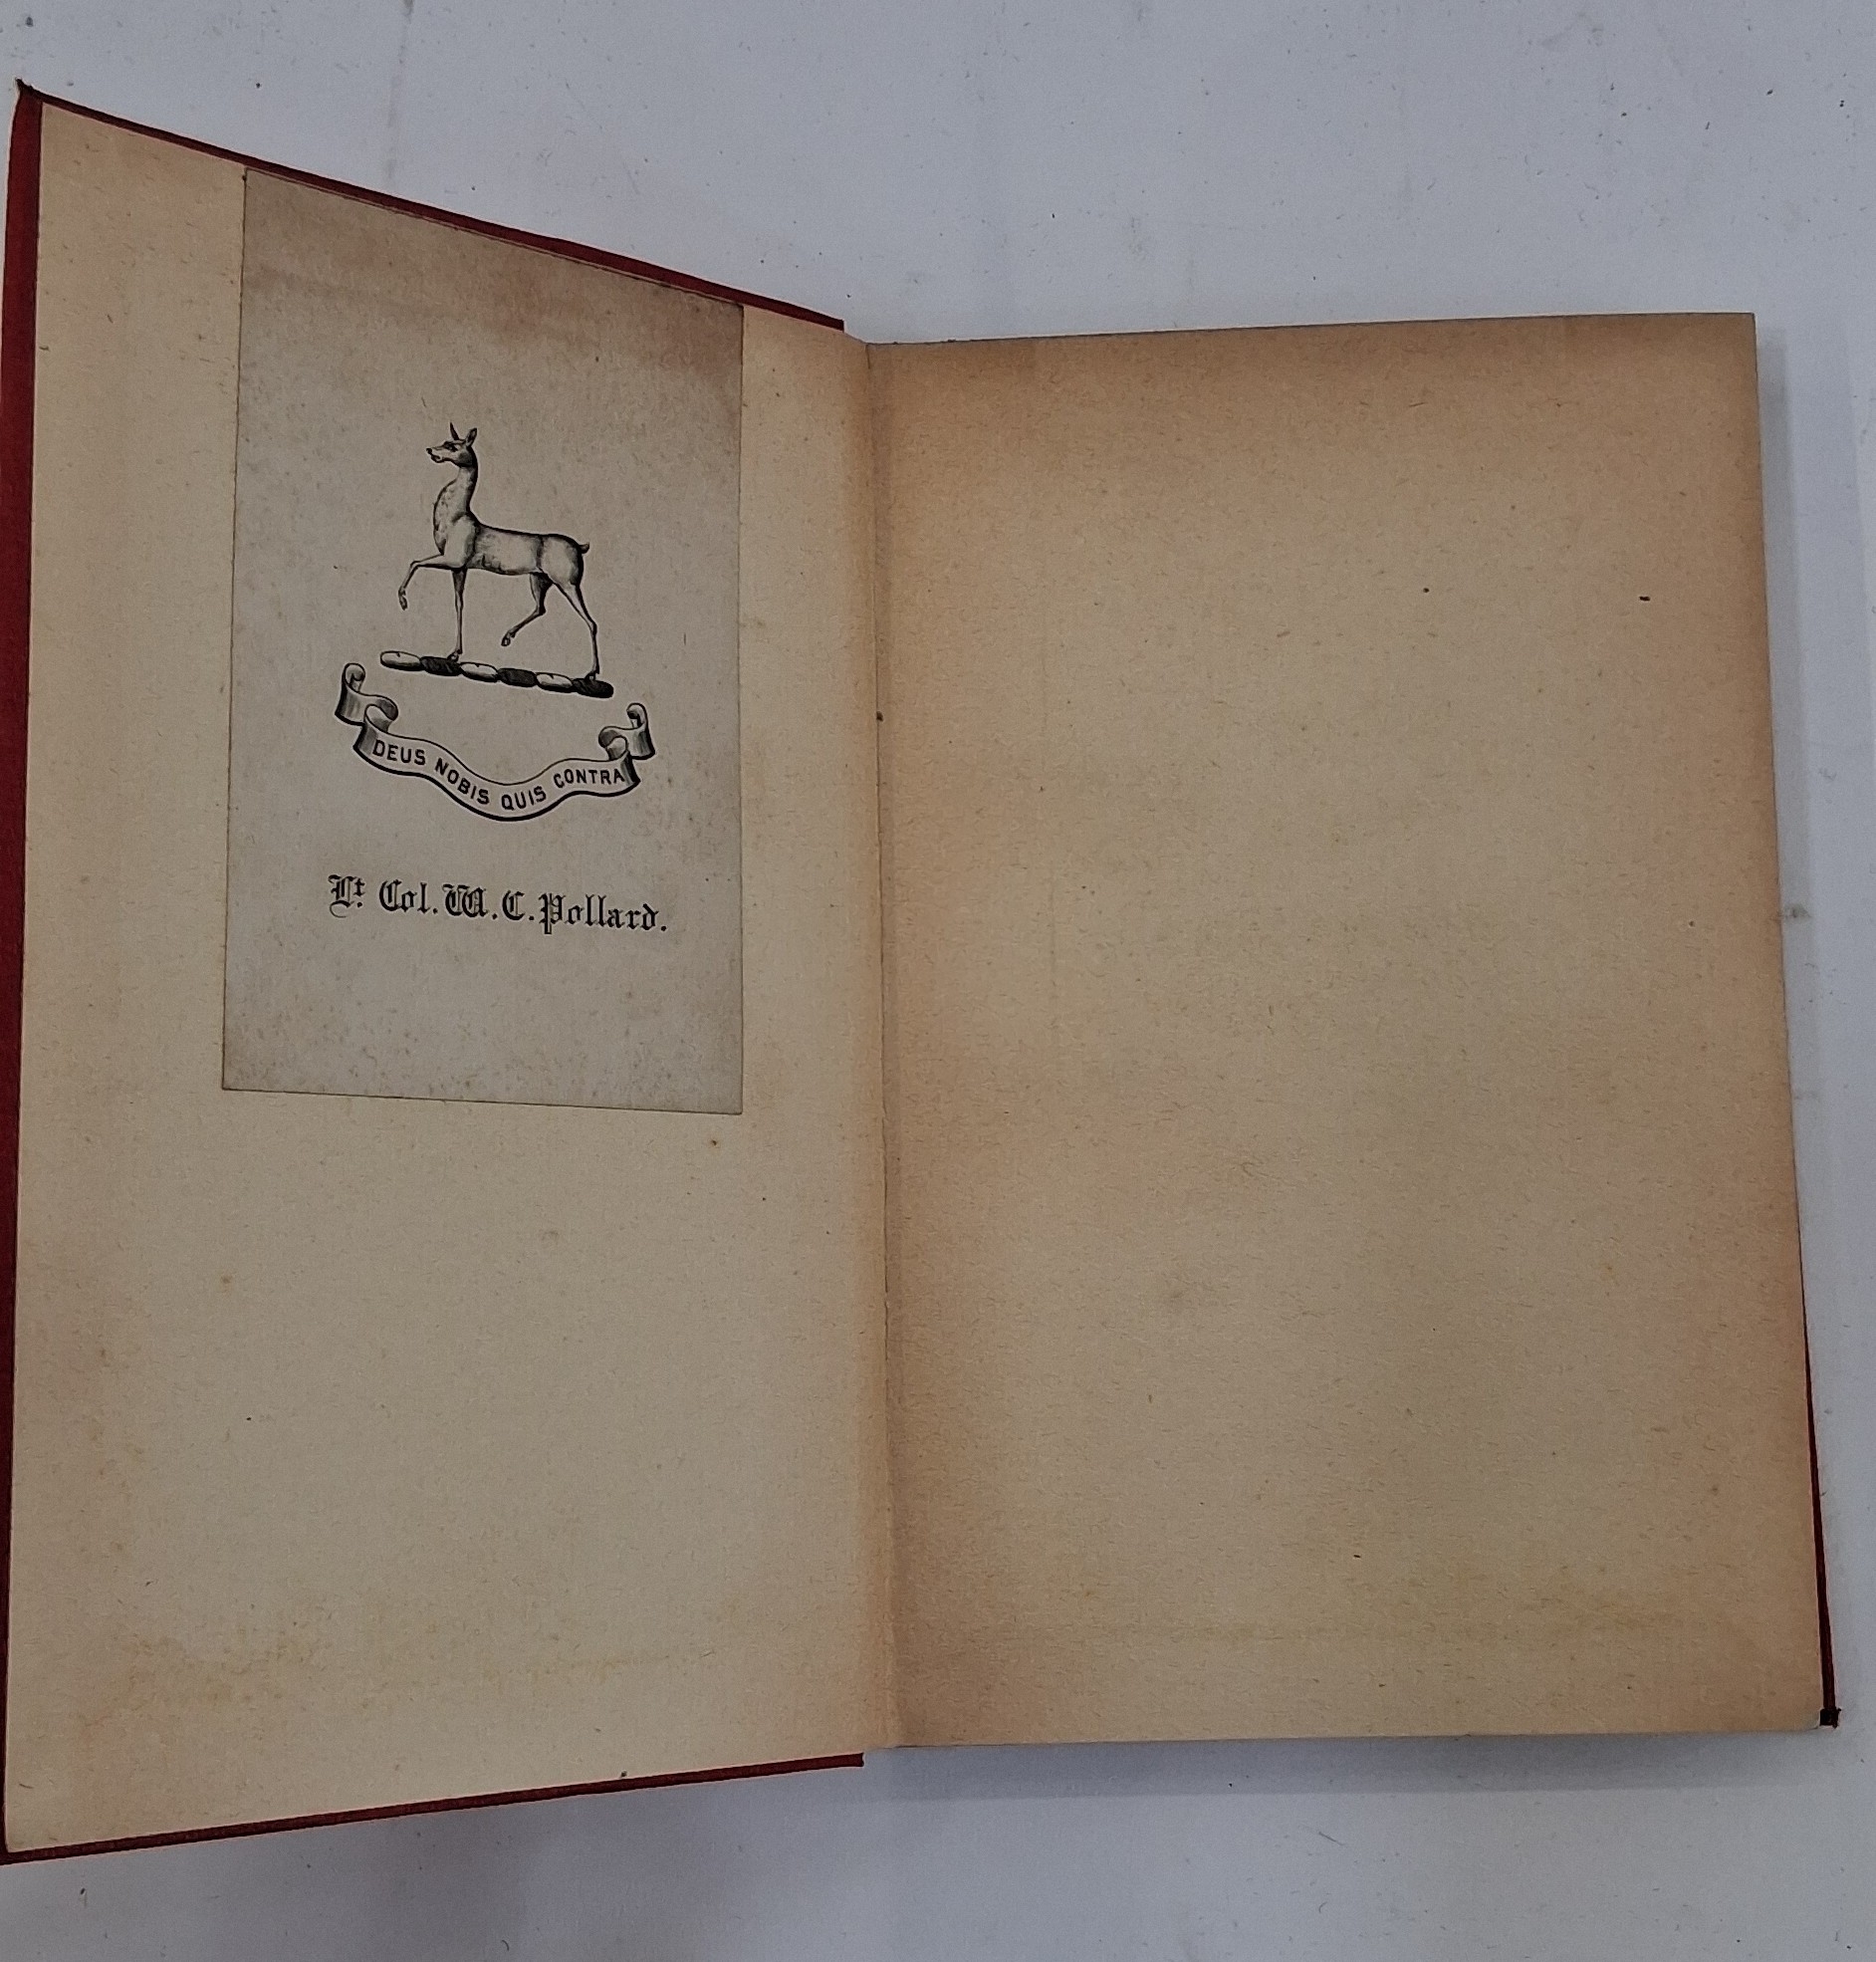 DEUS NOBIS QUIS CONTRA
Lt. Col. W. C. Pollard.